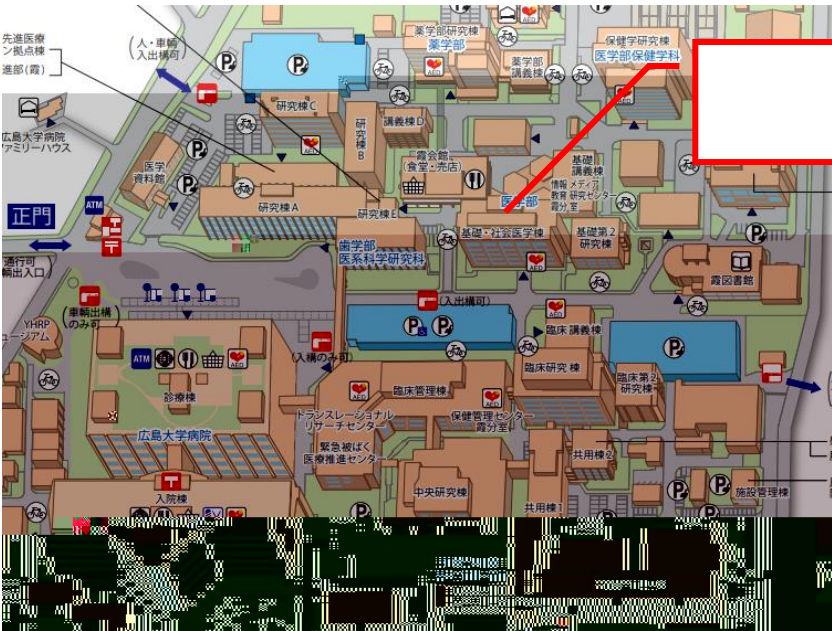 先進医療
ン拠点棟
進部(霞)
(人・車輌
入出構可)
薬学部研究棟
薬学部
薬学部
講義棟
保健学研究棟
医学部保健学科
広島大学病院
ファミリーハウス
医学
資料館
研究棟C
研究棟B
講義棟D
霞会館
(食堂・売店)
基礎
講義棟
情報メディア
教育研究センター
霞分室
医学部
正門
ATM
研究棟A
研究棟E
基礎・社会医学棟
基礎第2
研究棟
歯学部
医系科学研究科
霞図書館
通行可
輌出入口)
(車輌出構
のみ可)
(入出構可)
YHRP
ュージアム
(入構のみ可)
臨床講義棟
臨床研究棟
臨床第2
研究棟
ATM
診療棟
臨床管理棟
広島大学病院
トランスレーショナル
リサーチセンター
保健管理センター
霞分室
緊急被ばく
医療推進センター
共用棟2
入院棟
中央研究棟
共用棟1
施設管理棟
AED